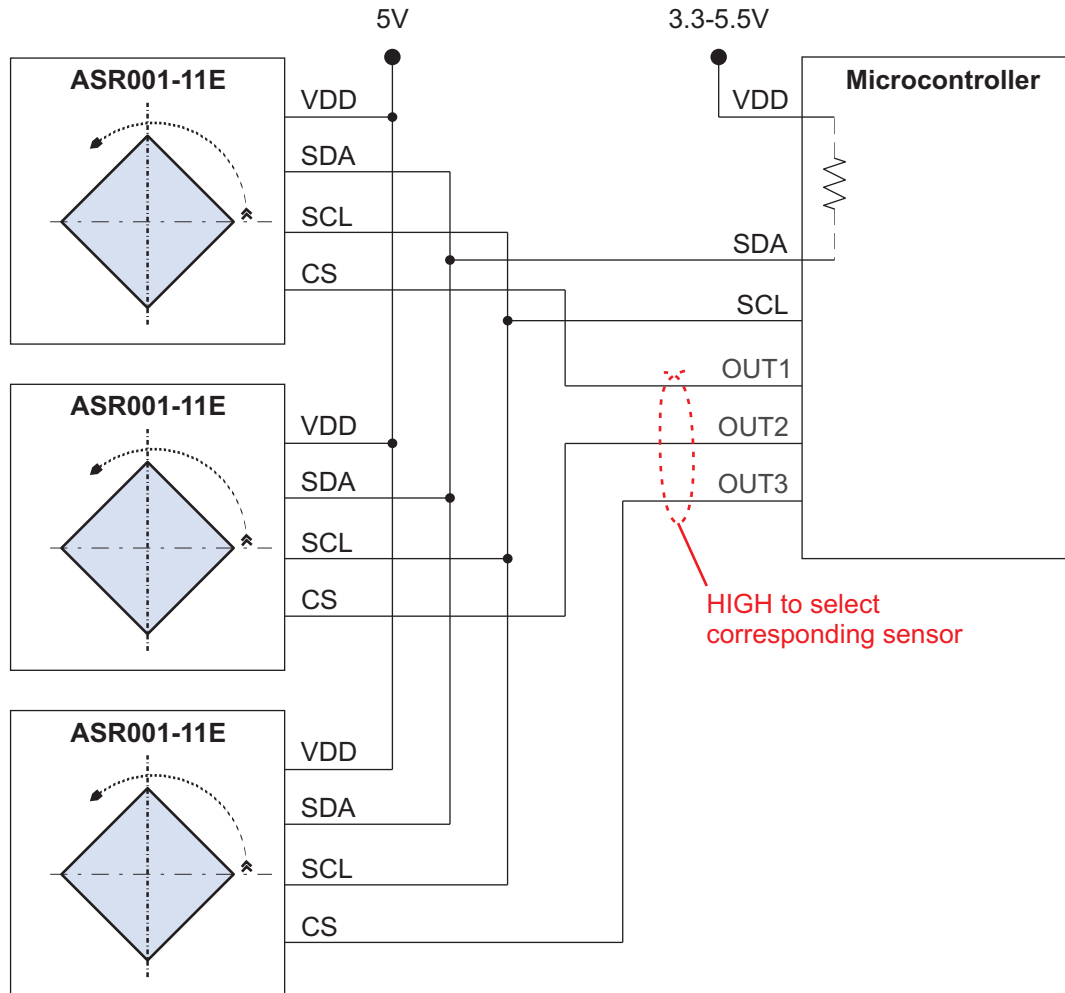 5V
3.3-5.5V
ASR001-11E
VDD
SDA
SCL
CS
Microcontroller
VDD
SDA
SCL
OUT1
OUT2
OUT3
HIGH to select
corresponding sensor
ASR001-11E
VDD
SDA
SCL
CS
ASR001-11E
VDD
SDA
SCL
CS